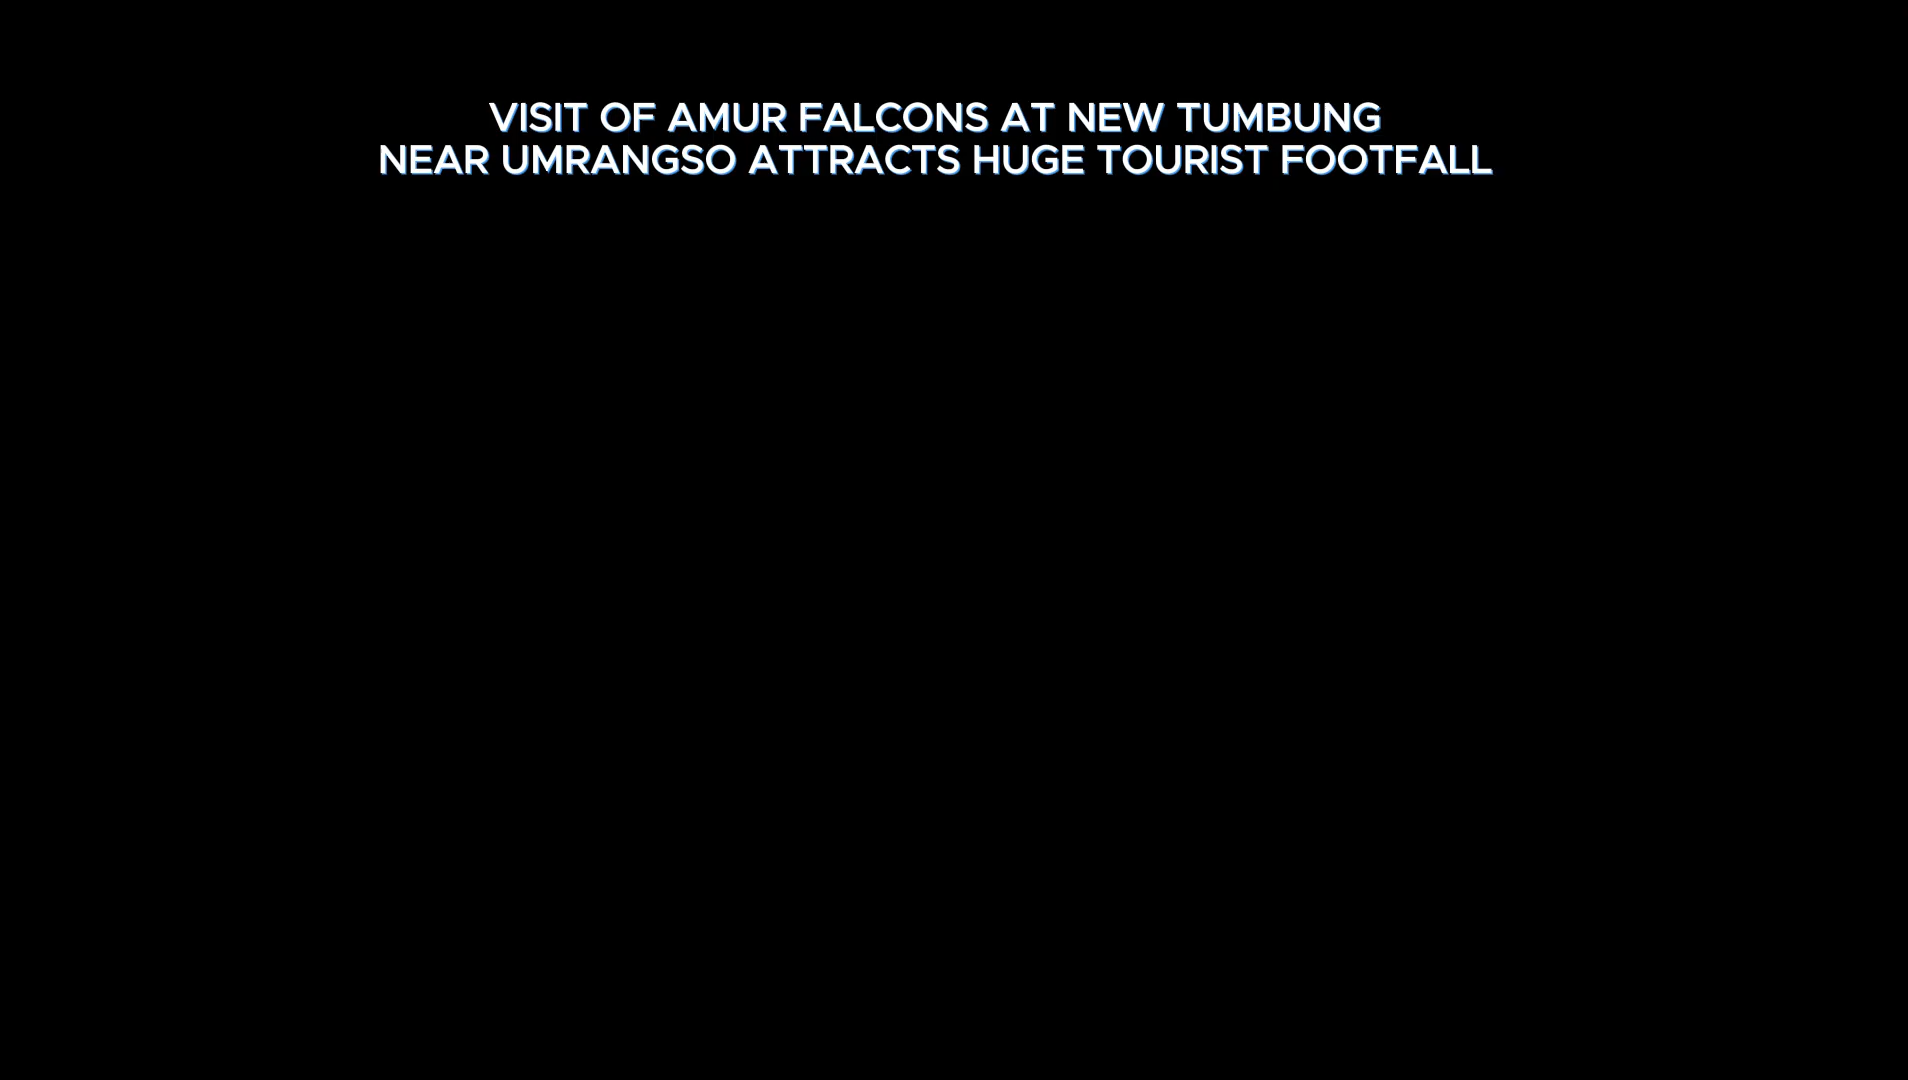 VISIT OF AMUR FALCONS AT NEW TUMBUNG
NEAR UMRANGSO ATTRACTS HUGE TOURIST FOOTFALL